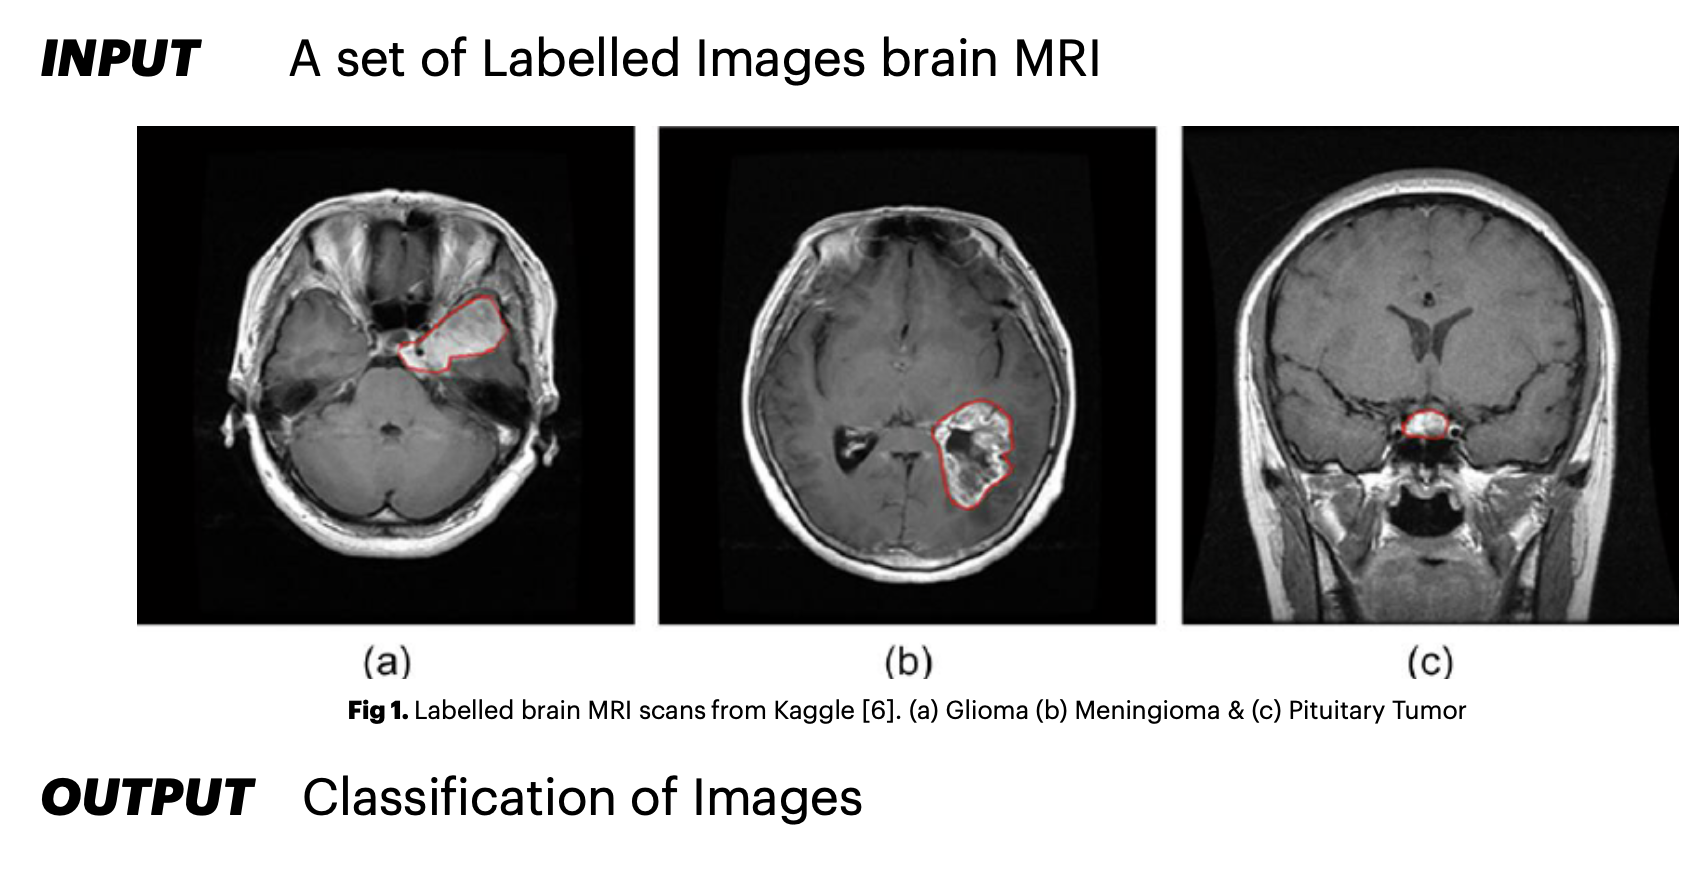 INPUT A set of Labelled Images brain MRI
(a) (b) (c)
Fig 1. Labelled brain MRI scans from Kaggle [6]. (a) Glioma (b) Meningioma & (c) Pituitary Tumor
OUTPUT Classification of Images